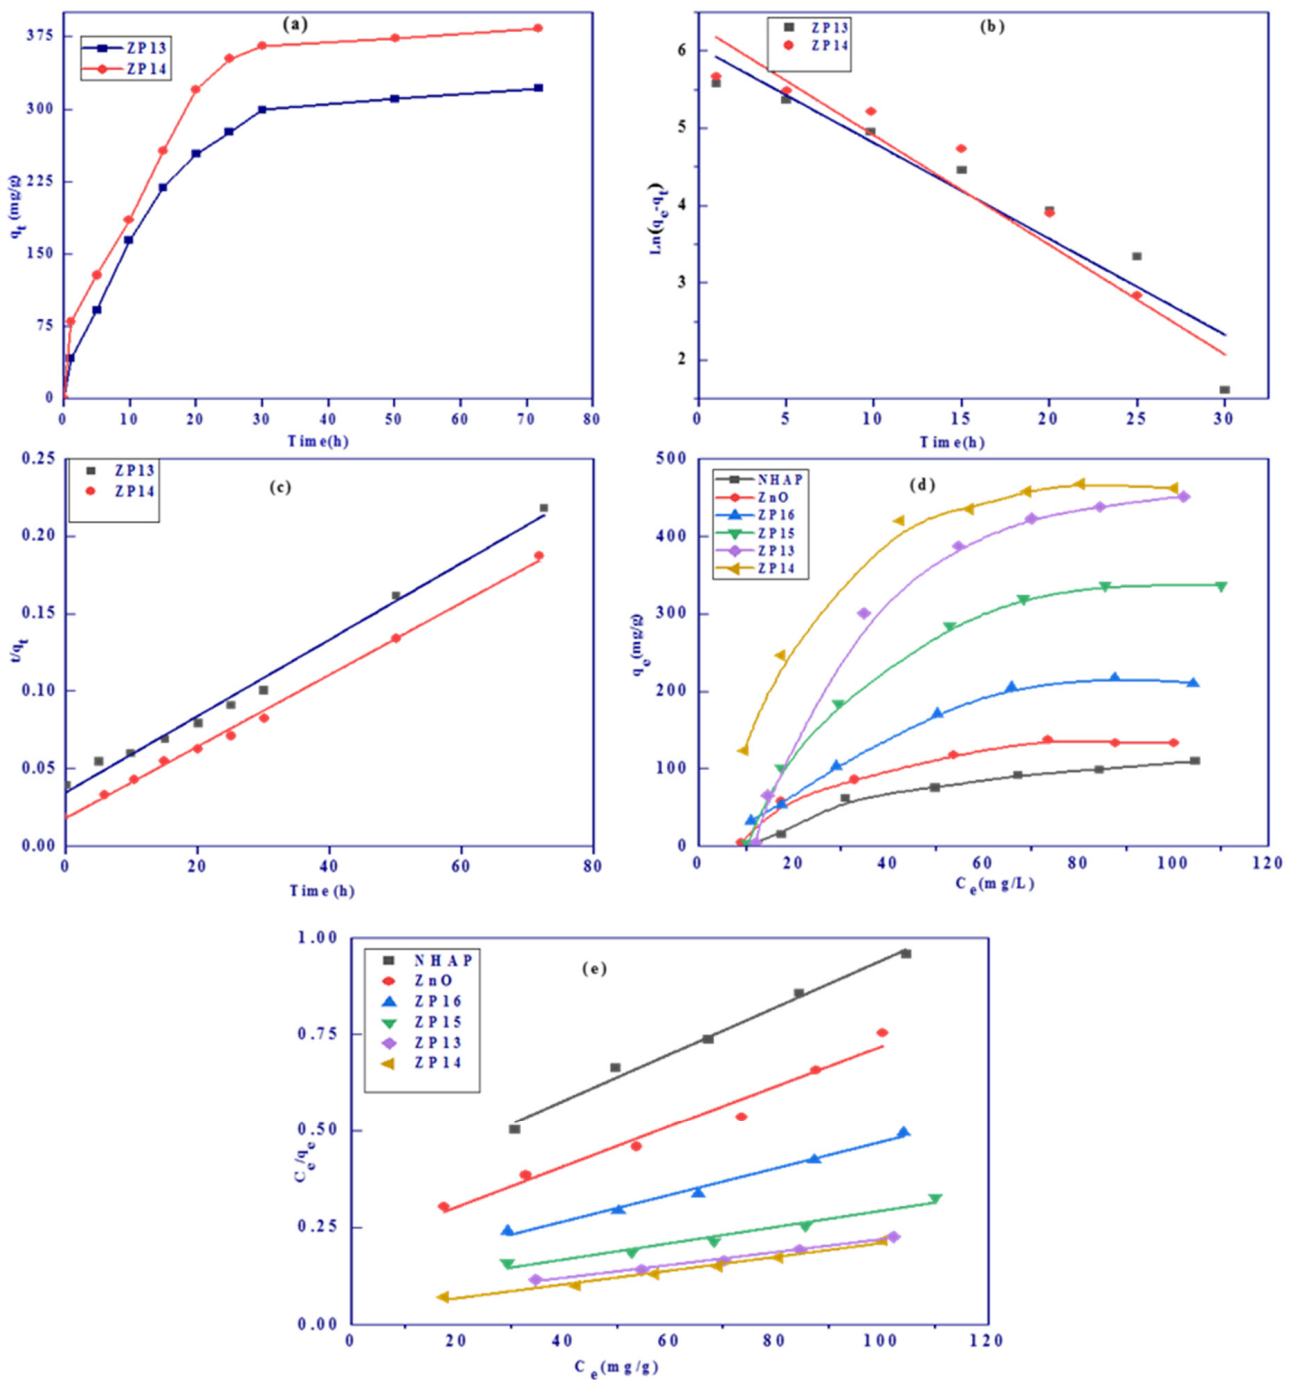 (a)
ZP13
ZP14
375
300
225
150
75
0
q_t (mg/g)
0 10 20 30 40 50 60 70 80
Time(h)
(b)
ZP13
ZP14
6
5
4
3
2
Ln(q_e-q_t)
0 5 10 15 20 25 30
Time(h)
(c)
ZP13
ZP14
0.25
0.20
0.15
0.10
0.05
0.00
t/q_t
0 20 40 60 80
Time(h)
(d)
NHAP
ZnO
ZP16
ZP15
ZP13
ZP14
500
400
300
200
100
0
q_e(mg/g)
0 20 40 60 80 100 120
C_e(mg/L)
(e)
NHAP
ZnO
ZP16
ZP15
ZP13
ZP14
1.00
0.75
0.50
0.25
0.00
C_e/q_e
0 20 40 60 80 100 120
C_e(mg/g)